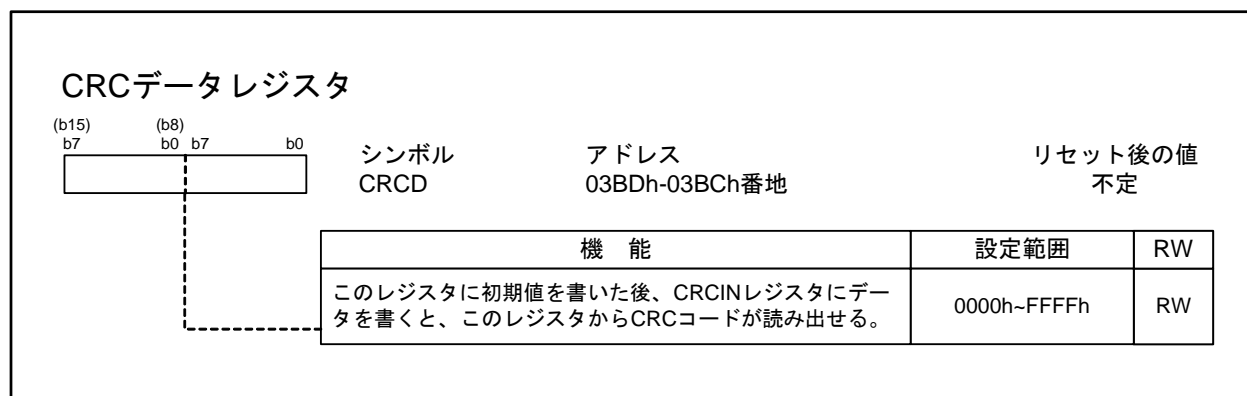 CRCデータレジスタ
(b15) (b8)
b7 b0 b7 b0
シンボル アドレス リセット後の値
CRCD 03BDh-03BCh番地 不定
機 能 設定範囲 RW
このレジスタに初期値を書いた後、CRCINレジスタにデー
タを書くと、このレジスタからCRCコードが読み出せる。
0000h~FFFFh RW